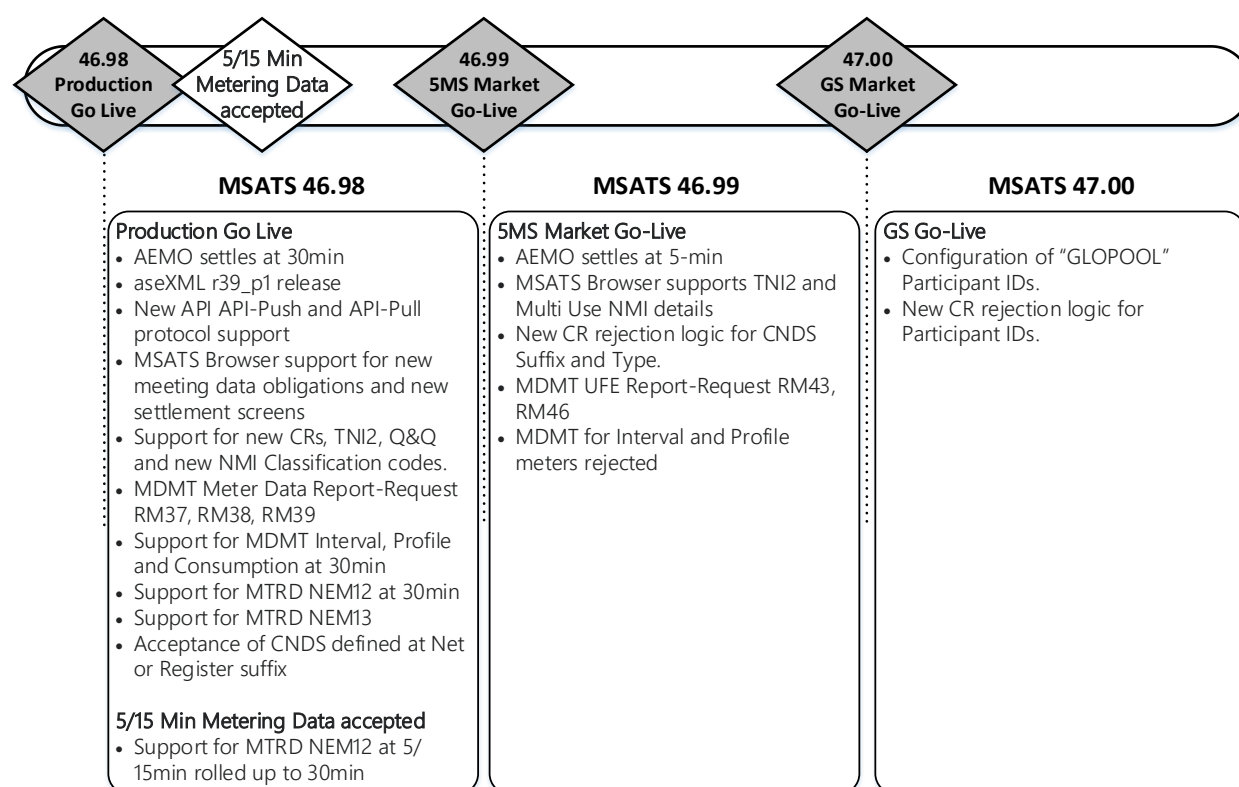 46.98
Production
Go Live
5/15 Min
Metering Data
accepted
46.99
5MS Market
Go-Live
47.00
GS Market
Go-Live
MSATS 46.98
Production Go Live
• AEMO settles at 30min
• aseXML r39_p1 release
• New API API-Push and API-Pull
protocol support
• MSATS Browser support for new
meeting data obligations and new
settlement screens
• Support for new CRs, TNI2, Q&Q
and new NMI Classification codes.
• MDMT Meter Data Report-Request
RM37, RM38, RM39
• Support for MDMT Interval, Profile
and Consumption at 30min
• Support for MTRD NEM12 at 30min
• Support for MTRD NEM13
• Acceptance of CNDS defined at Net
or Register suffix
5/15 Min Metering Data accepted
• Support for MTRD NEM12 at 5/
15min rolled up to 30min
MSATS 46.99
5MS Market Go-Live
• AEMO settles at 5-min
• MSATS Browser supports TNI2 and
Multi Use NMI details
• New CR rejection logic for CNDS
Suffix and Type.
• MDMT UFE Report-Request RM43,
RM46
• MDMT for Interval and Profile
meters rejected
MSATS 47.00
GS Go-Live
• Configuration of “GLOPOOL”
Participant IDs.
• New CR rejection logic for
Participant IDs.